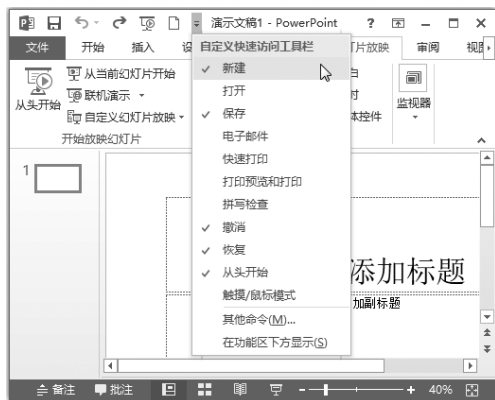 演示文稿1 - PowerPoint
文件 开始 插入 设 片放映 审阅 视图
自定义快速访问工具栏
新建
打开
保存
电子邮件
快速打印
打印预览和打印
拼写检查
撤消
恢复
从头开始
触摸/鼠标模式
其他命令(M)...
在功能区下方显示(S)
从头开始
从当前幻灯片开始
联机演示
自定义幻灯片放映
开始放映幻灯片
体控件
监视器
1
添加标题
加副标题
备注 批注 40%